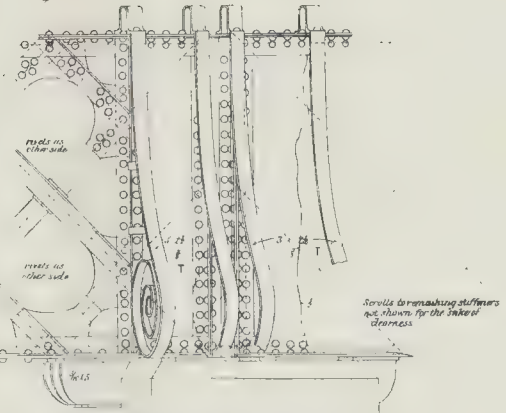 rivets as
other side
rivets as
other side
T
T
Scrolls to remaining stiffeners
not shown for the sake of
clearness